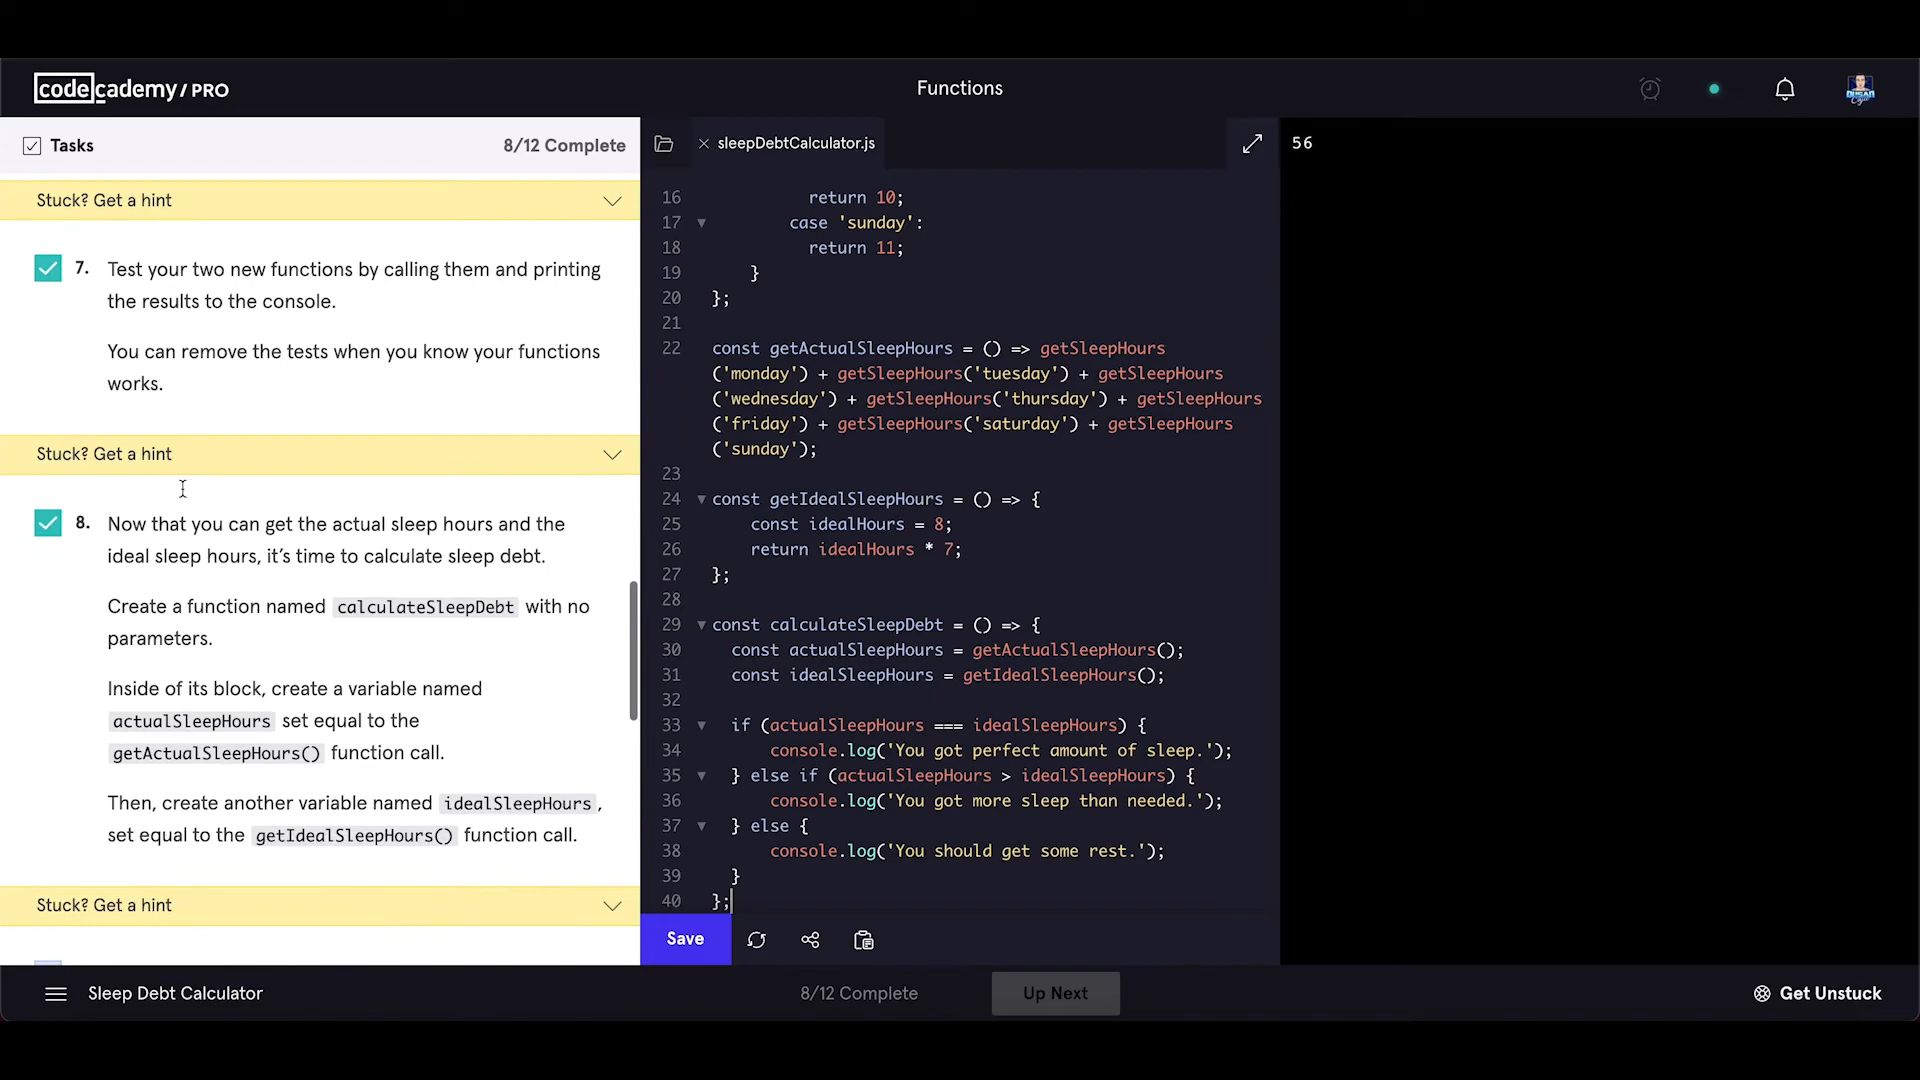 codecademy/PRO
Functions
Tasks
8/12 Complete
Stuck? Get a hint
7. Test your two new functions by calling them and printing
the results to the console.
You can remove the tests when you know your functions
works.
Stuck? Get a hint
8. Now that you can get the actual sleep hours and the
ideal sleep hours, it's time to calculate sleep debt.
Create a function named calculateSleepDebt with no
parameters.
Inside of its block, create a variable named
actualSleepHours set equal to the
getActualSleepHours() function call.
Then, create another variable named idealSleepHours,
set equal to the getIdealSleepHours() function call.
Stuck? Get a hint
sleepDebtCalculator.js
16 return 10;
17 case 'sunday':
18 return 11;
19 }
20 };
21
22 const getActualSleepHours = () => getSleepHours
('monday') + getSleepHours('tuesday') + getSleepHours
('wednesday') + getSleepHours('thursday') + getSleepHours
('friday') + getSleepHours('saturday') + getSleepHours
('sunday');
23
24 const getIdealSleepHours = () => {
25 const idealHours = 8;
26 return idealHours * 7;
27 };
28
29 const calculateSleepDebt = () => {
30 const actualSleepHours = getActualSleepHours();
31 const idealSleepHours = getIdealSleepHours();
32
33 if (actualSleepHours === idealSleepHours) {
34 console.log('You got perfect amount of sleep.');
35 } else if (actualSleepHours > idealSleepHours) {
36 console.log('You got more sleep than needed.');
37 } else {
38 console.log('You should get some rest.');
39 }
40 };
Save
56
Sleep Debt Calculator
8/12 Complete
Up Next
Get Unstuck